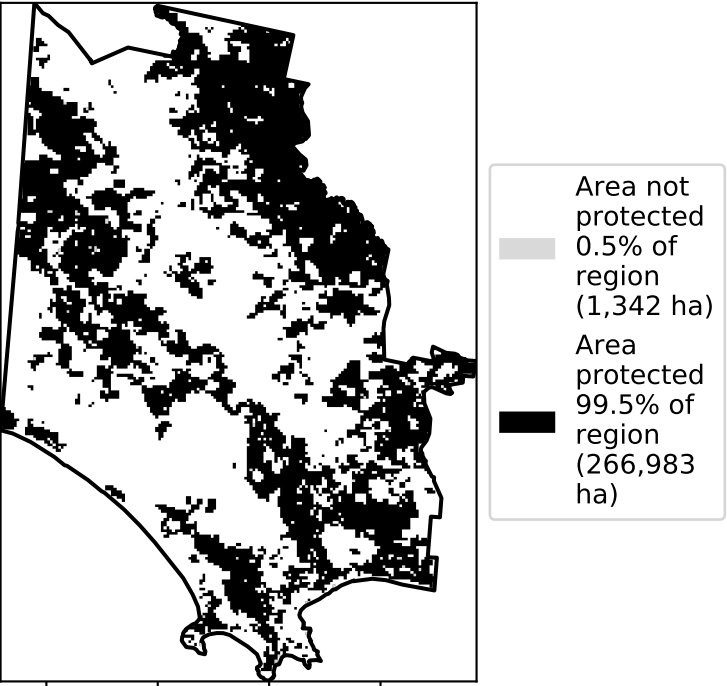 Area not
protected
0.5% of
region
(1,342 ha)
Area
protected
99.5% of
region
(266,983
ha)